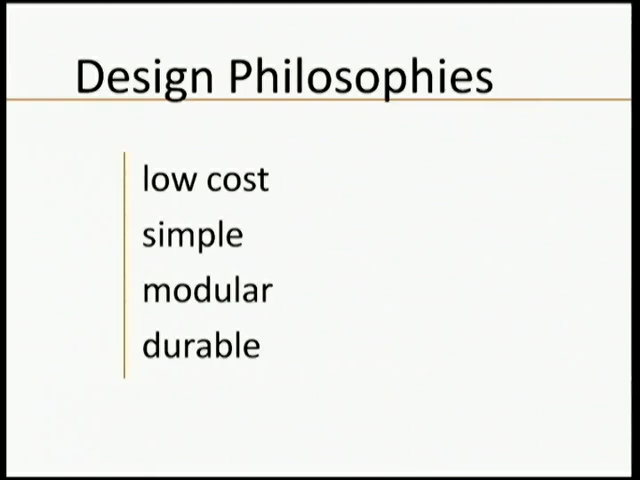 Design Philosophies
low cost
simple
modular
durable